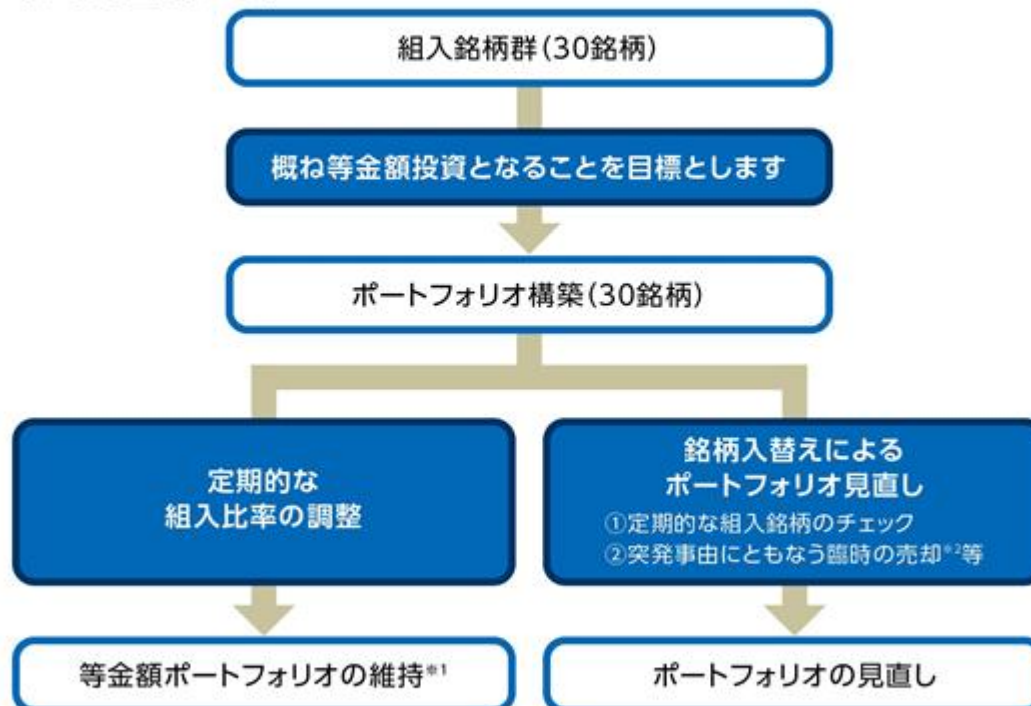 組入銘柄群(30銘柄)
概ね等金額投資となることを目標とします
ポートフォリオ構築(30銘柄)
定期的な
組入比率の調整
銘柄入替えによる
ポートフォリオ見直し
①定期的な組入銘柄のチェック
②突発事由にともなう臨時の売却※2等
等金額ポートフォリオの維持※1
ポートフォリオの見直し